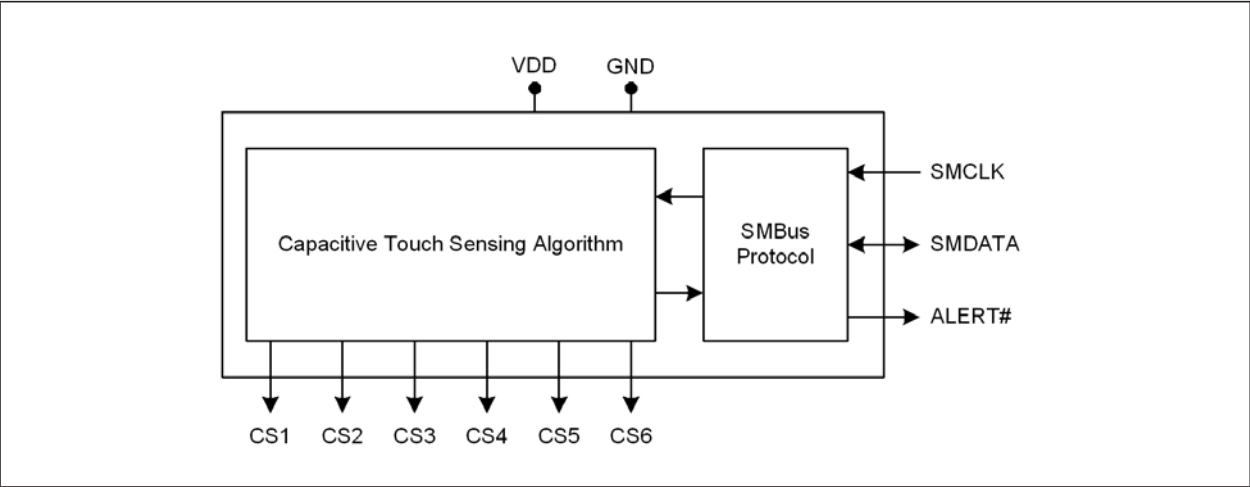 VDD GND
SMCLK
Capacitive Touch Sensing Algorithm
SMBus
Protocol
SMDATA
ALERT#
CS1 CS2 CS3 CS4 CS5 CS6